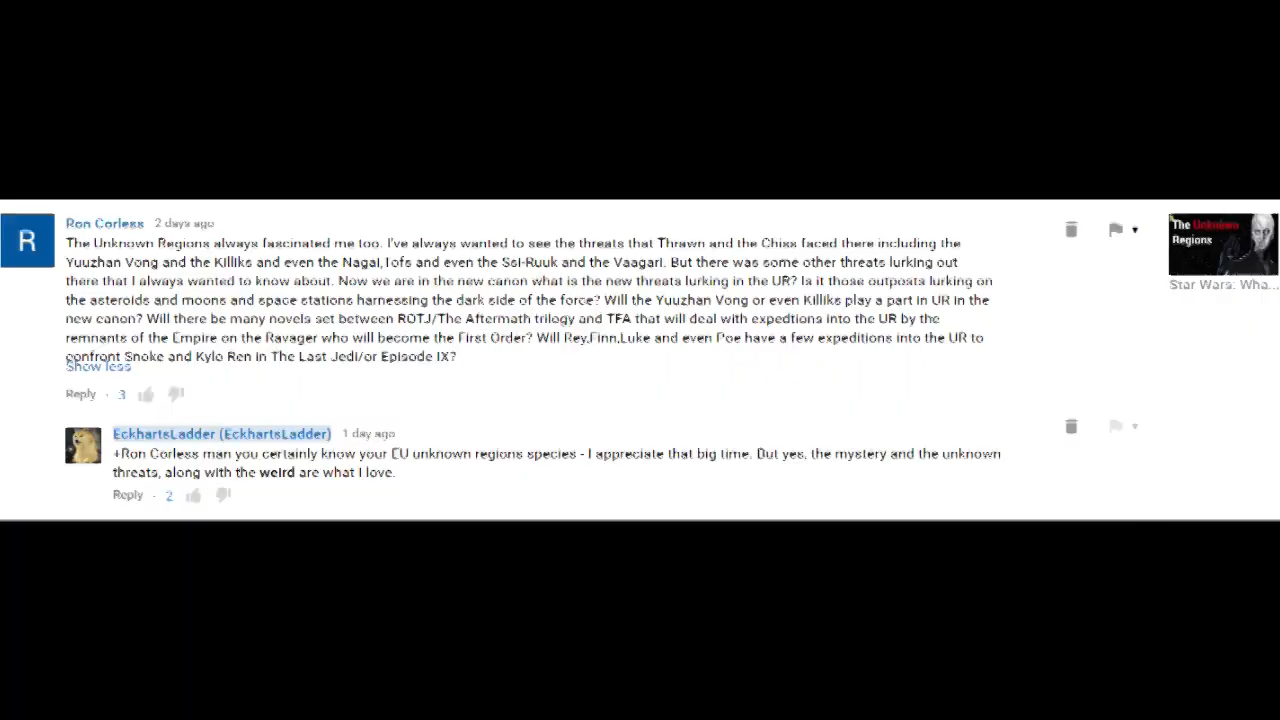 R
Ron Corless 2 days ago
The Unknown Regions always fascinated me too. I've always wanted to see the threats that Thrawn and the Chiss faced there including the
Yuuzhan Vong and the Killiks and even the Nagai,Tofs and even the Ssi-Ruuk and the Vaagari. But there was some other threats lurking out
there that I always wanted to know about. Now we are in the new canon what is the new threats lurking in the UR? Is it those outposts lurking on
the asteroids and moons and space stations harnessing the dark side of the force? Will the Yuuzhan Vong or even Killiks play a part in UR in the
new canon? Will there be many novels set between ROTJ/The Aftermath trilogy and TFA that will deal with expedtions into the UR by the
remnants of the Empire on the Ravager who will become the First Order? Will Rey,Finn,Luke and even Poe have a few expeditions into the UR to
confront Snoke and Kylo Ren in The Last Jedi/or Episode IX?
Show less
Reply · 3
The Unknown
Regions
Star Wars: Wha...
EckhartsLadder (EckhartsLadder) 1 day ago
+Ron Corless man you certainly know your EU unknown regions species - I appreciate that big time. But yes, the mystery and the unknown
threats, along with the weird are what I love.
Reply · 2